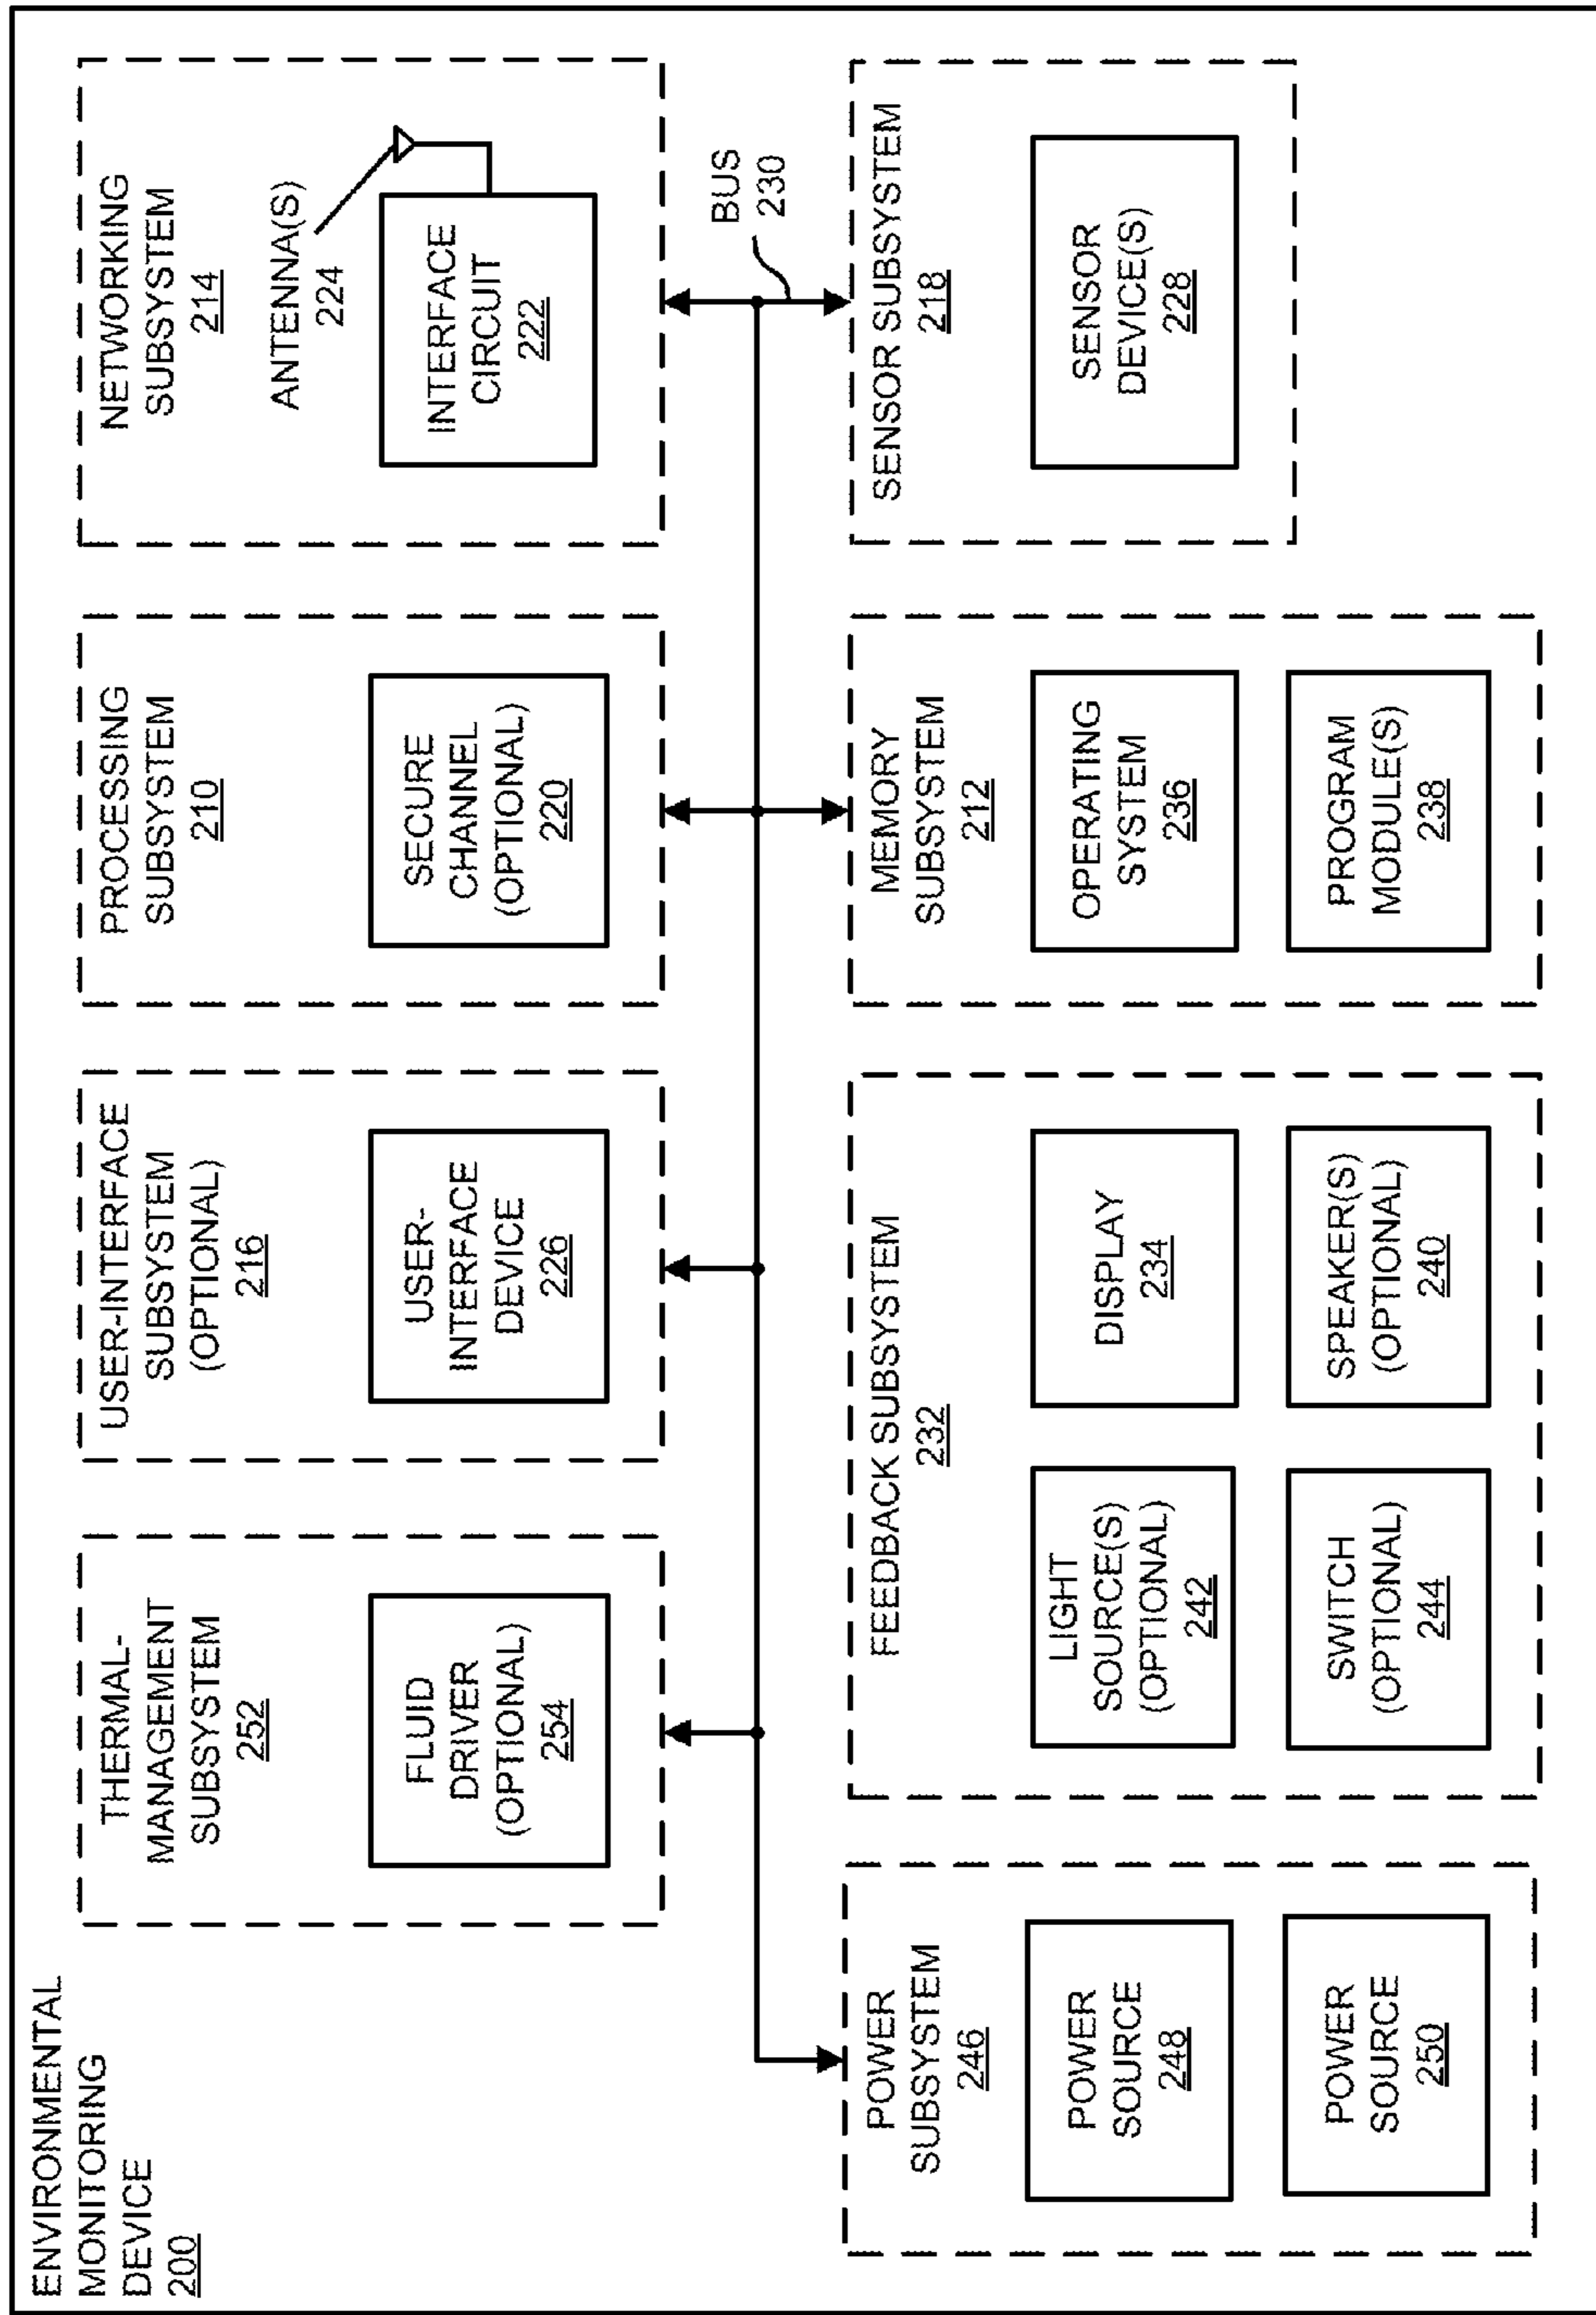 ENVIRONMENTAL
MONITORING
DEVICE
200
THERMAL-
MANAGEMENT
SUBSYSTEM
252
FLUID
DRIVER
(OPTIONAL)
254
USER-INTERFACE
SUBSYSTEM
(OPTIONAL)
216
USER-
INTERFACE
DEVICE
226
PROCESSING
SUBSYSTEM
210
SECURE
CHANNEL
(OPTIONAL)
220
NETWORKING
SUBSYSTEM
214
ANTENNA(S)
224
INTERFACE
CIRCUIT
222
BUS
230
POWER
SUBSYSTEM
246
POWER
SOURCE
248
POWER
SOURCE
250
FEEDBACK SUBSYSTEM
232
LIGHT
SOURCE(S)
(OPTIONAL)
242
DISPLAY
234
SWITCH
(OPTIONAL)
244
SPEAKER(S)
(OPTIONAL)
240
MEMORY
SUBSYSTEM
212
OPERATING
SYSTEM
236
PROGRAM
MODULE(S)
238
SENSOR SUBSYSTEM
218
SENSOR
DEVICE(S)
228